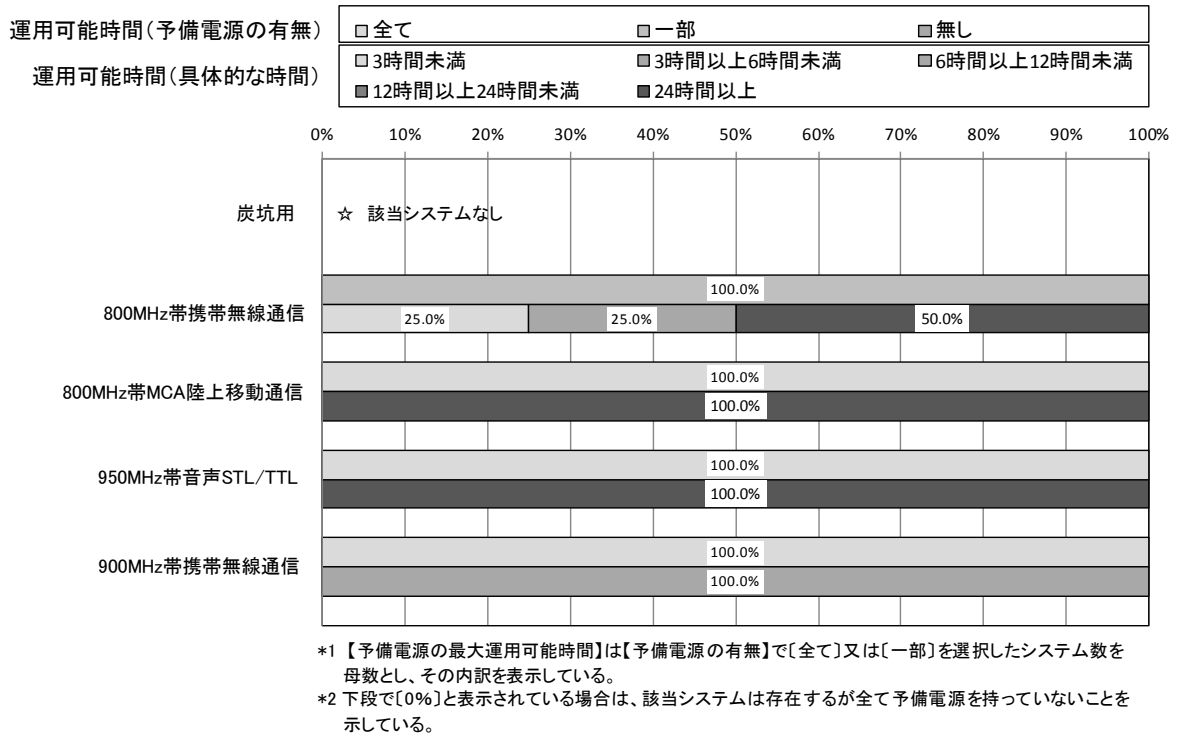 運用可能時間(予備電源の有無)
全て 一部 無し
運用可能時間(具体的な時間)
3時間未満 3時間以上6時間未満 6時間以上12時間未満
12時間以上24時間未満 24時間以上
0% 10% 20% 30% 40% 50% 60% 70% 80% 90% 100%
炭坑用
☆ 該当システムなし
800MHz帯携帯無線通信
100.0%
25.0% 25.0% 50.0%
800MHz帯MCA陸上移動通信
100.0%
100.0%
950MHz帯音声STL/TTL
100.0%
100.0%
900MHz帯携帯無線通信
100.0%
100.0%
*1 【予備電源の最大運用可能時間】は【予備電源の有無】で〔全て〕又は〔一部〕を選択したシステム数を
母数とし、その内訳を表示している。
*2 下段で〔0%〕と表示されている場合は、該当システムは存在するが全て予備電源を持っていないことを
示している。